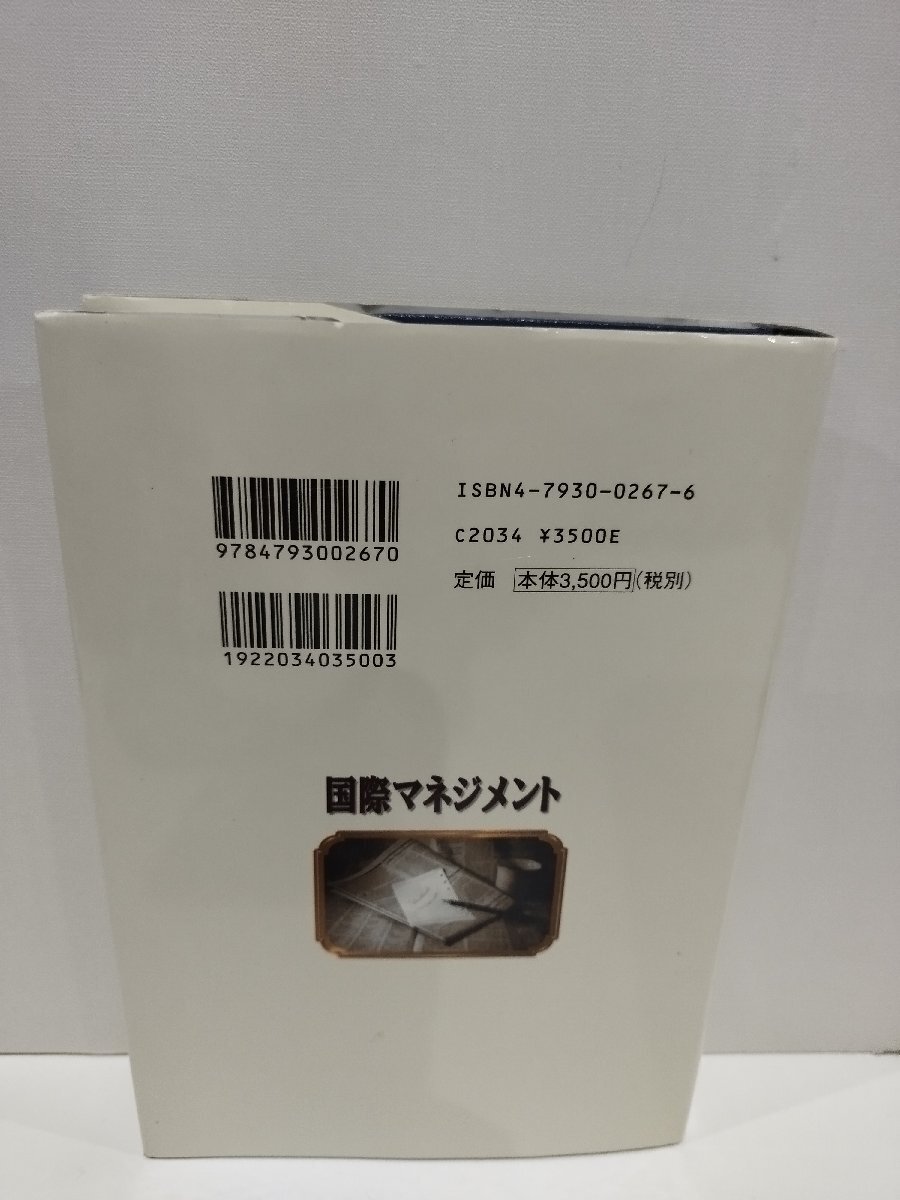 9784793002670
1922034035003
ISBN4-7930-0267-6
C2034 ¥3500E
定価 本体3,500円(税別)
国際マネジメント